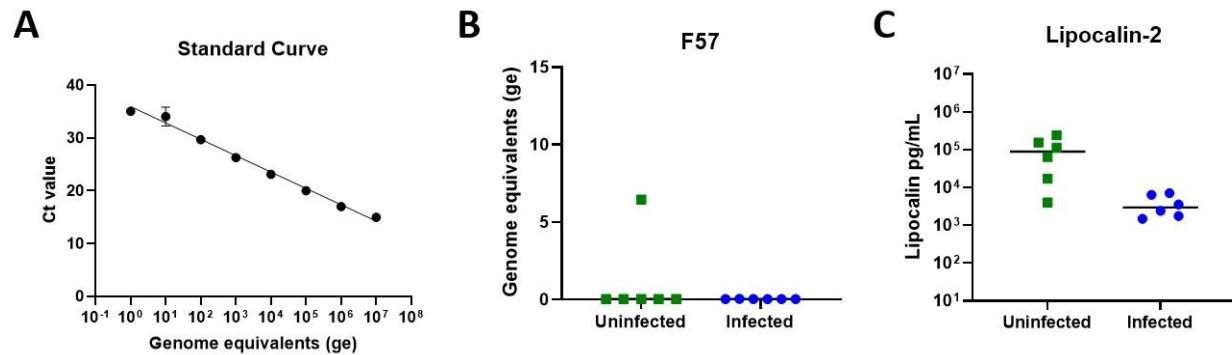 A
Standard Curve
Ct value
40
30
20
10
0
10⁻¹ 10⁰ 10¹ 10² 10³ 10⁴ 10⁵ 10⁶ 10⁷ 10⁸
Genome equivalents (ge)
B
F57
Genome equivalents (ge)
15
10
5
0
Uninfected Infected
C
Lipocalin-2
Lipocalin pg/mL
10⁷
10⁶
10⁵
10⁴
10³
10²
10¹
Uninfected Infected